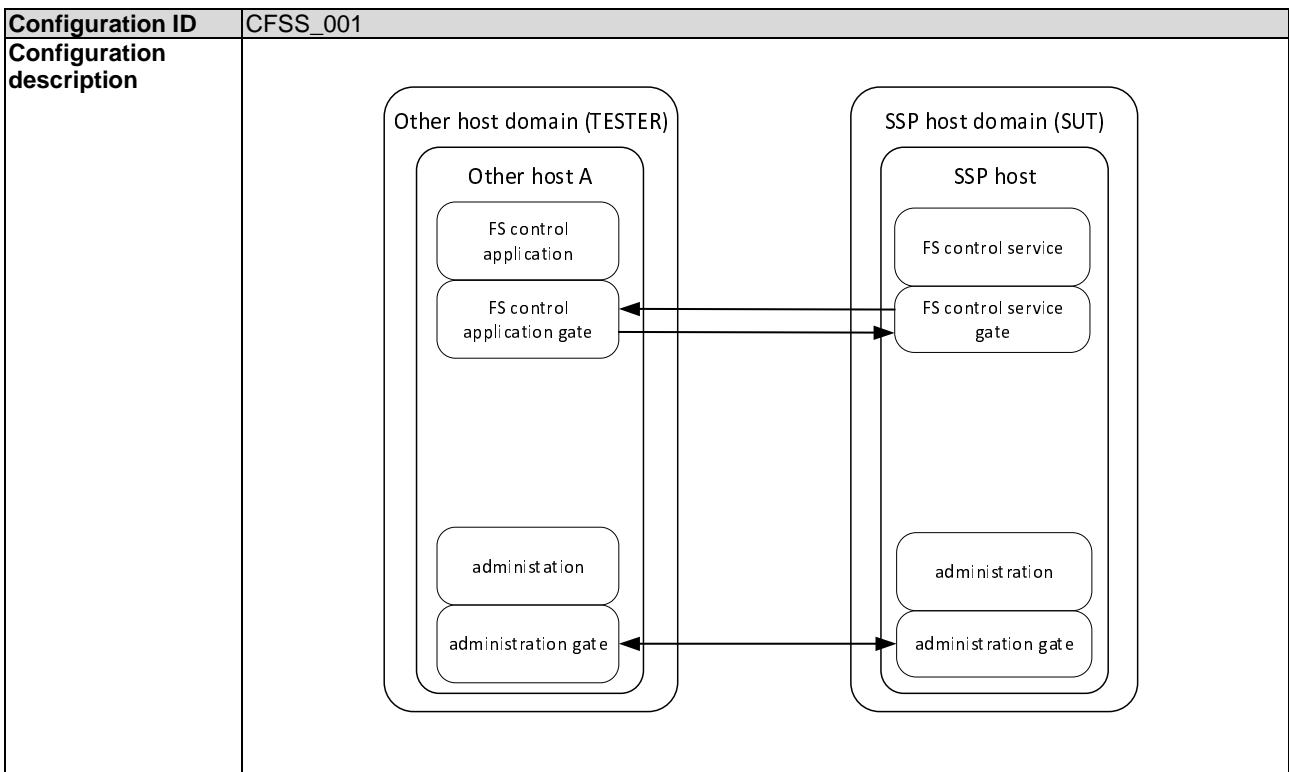 Configuration ID
CFSS_001
Configuration
description
Other host domain (TESTER)
Other host A
FS control
application
FS control
application gate
administation
administration gate
SSP host domain (SUT)
SSP host
FS control service
FS control service
gate
administration
administration gate